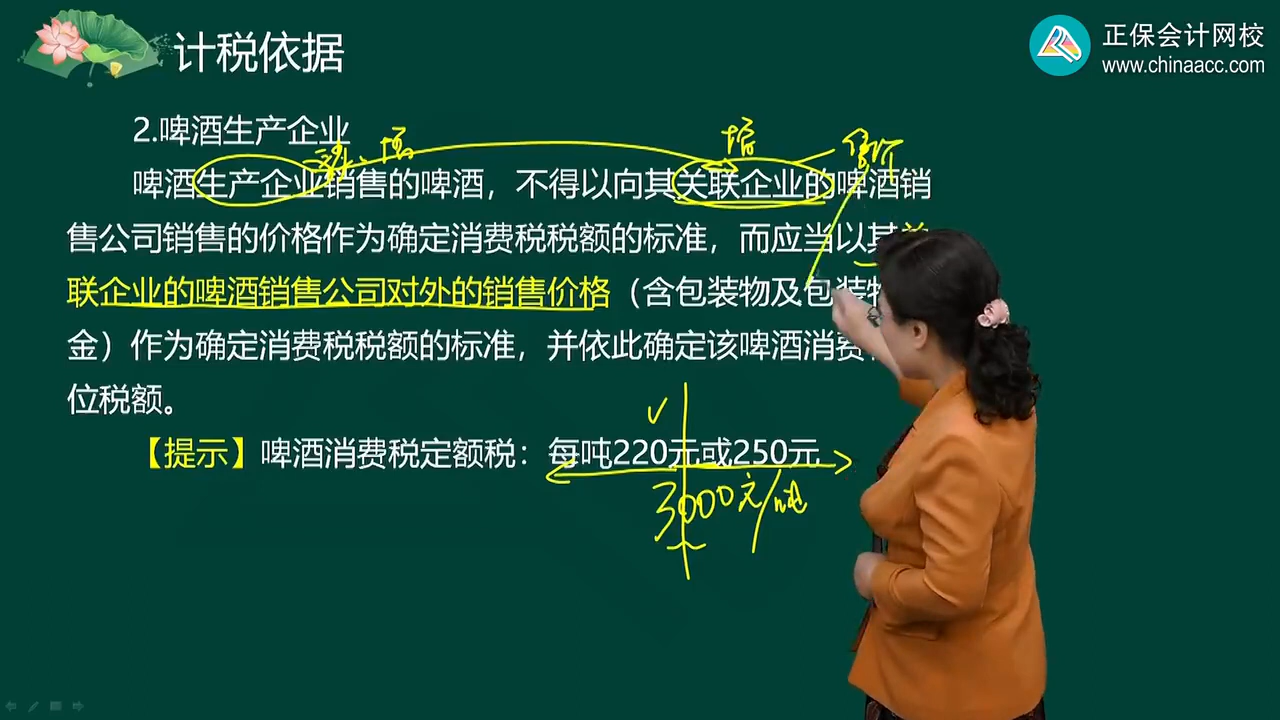 计税依据
正保会计网校
www.chinaacc.com
2.啤酒生产企业
售价
啤酒生产企业销售的啤酒，不得以向其关联企业的啤酒销
售公司销售的价格作为确定消费税税额的标准，而应当以其关
联企业的啤酒销售公司对外的销售价格（含包装物及包装物
金）作为确定消费税税额的标准，并依此确定该啤酒消费
位税额。
【提示】啤酒消费税定额税：每吨220元或250元
3000元/吨